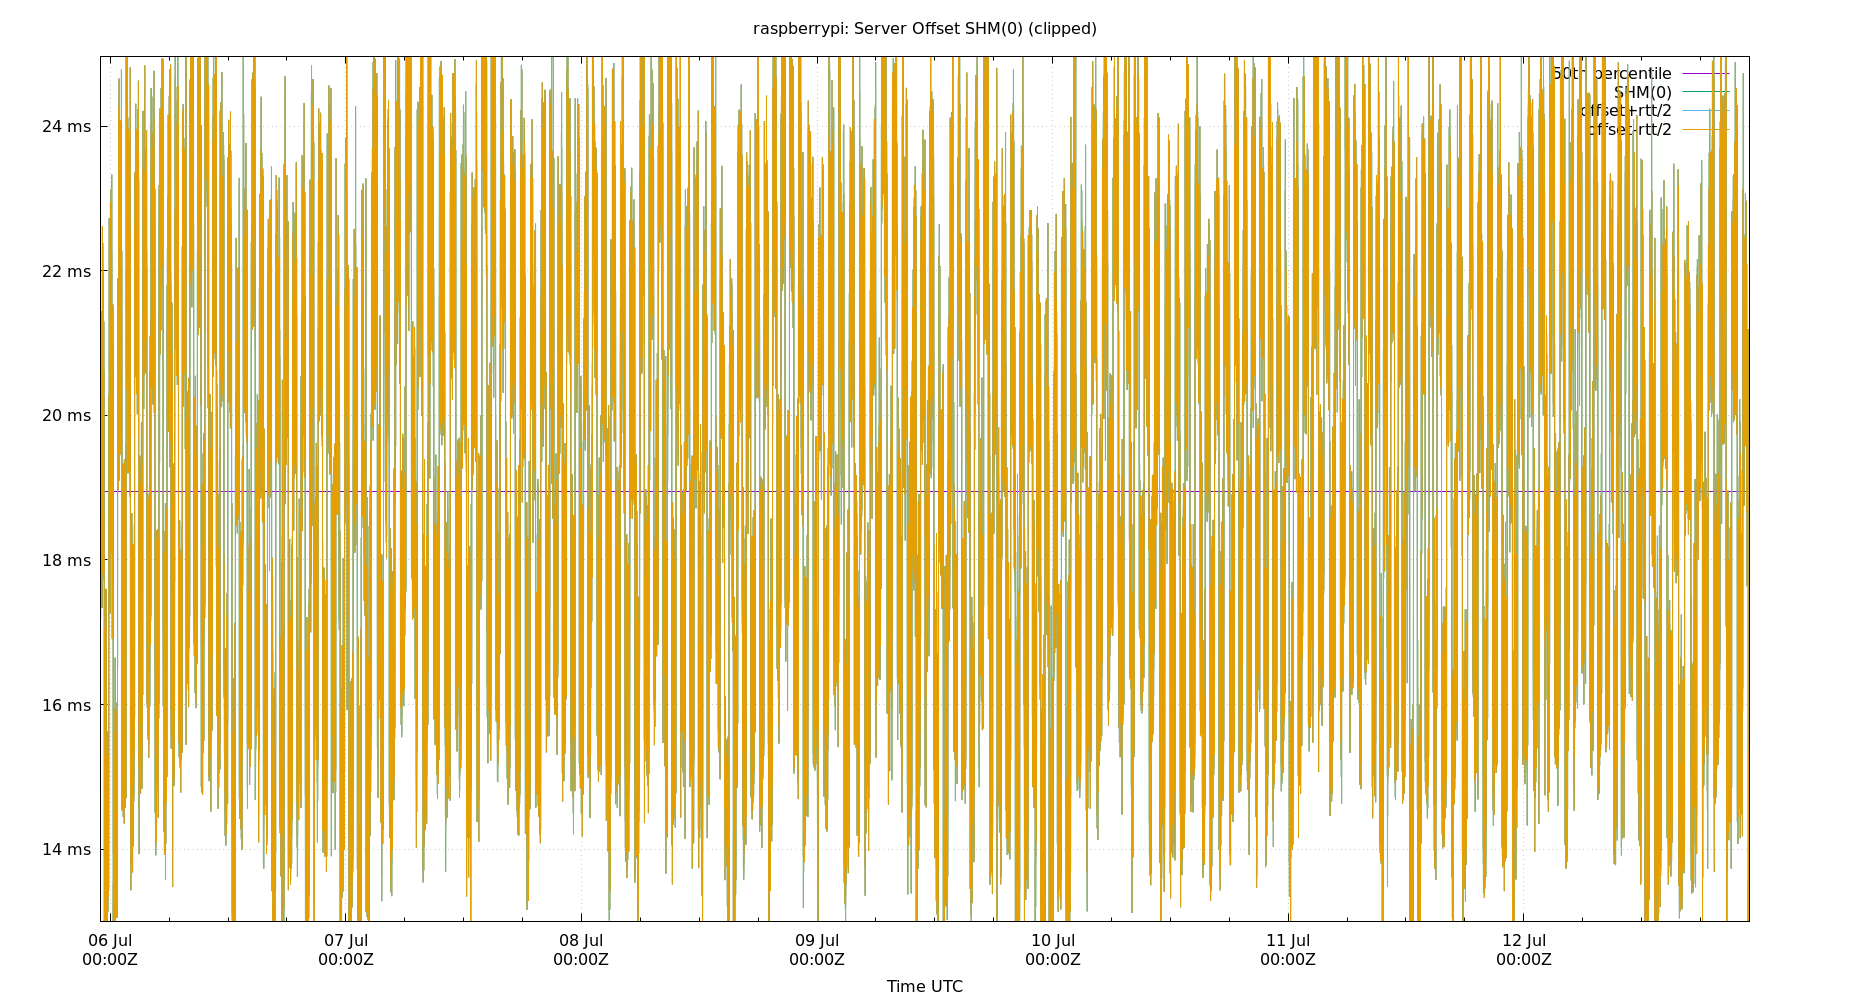 raspberrypi: Server Offset SHM(0) (clipped)
50th percentile
SHM(0)
offset+rtt/2
offset-rtt/2
24 ms
22 ms
20 ms
18 ms
16 ms
14 ms
06 Jul 07 Jul 08 Jul 09 Jul 10 Jul 11 Jul 12 Jul
00:00Z 00:00Z 00:00Z 00:00Z 00:00Z 00:00Z 00:00Z
Time UTC